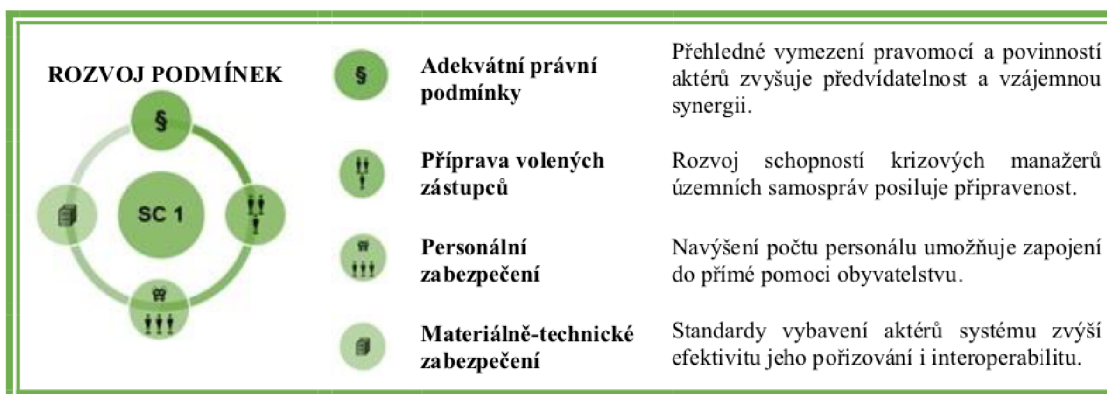 ROZVOJ PODMÍNEK
§
SC 1
§
Adekvátní právní
podmínky
Přehledné vymezení pravomocí a povinností
aktérů zvyšuje předvídatelnost a vzájemnou
synergii.
Příprava volených
zástupců
Rozvoj schopností krizových manažerů
územních samospráv posiluje připravenost.
Personální
zabezpečení
Navýšení počtu personálu umožňuje zapojení
do přímé pomoci obyvatelstvu.
Materiálně-technické
zabezpečení
Standardy vybavení aktérů systému zvýší
efektivitu jeho pořizování i interoperabilitu.